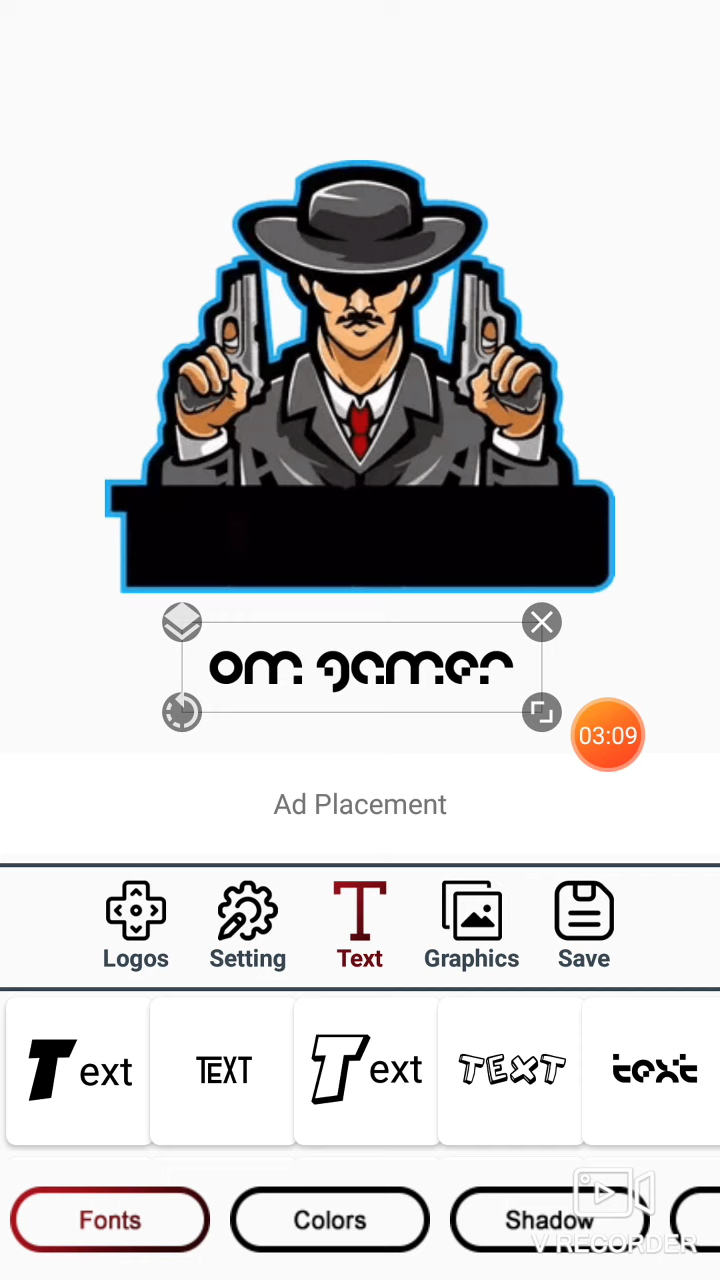 om gamer
03:09
Ad Placement
Logos Setting Text Graphics Save
Text TEXT Text TEXT text
Fonts Colors Shadow
V RECORDER